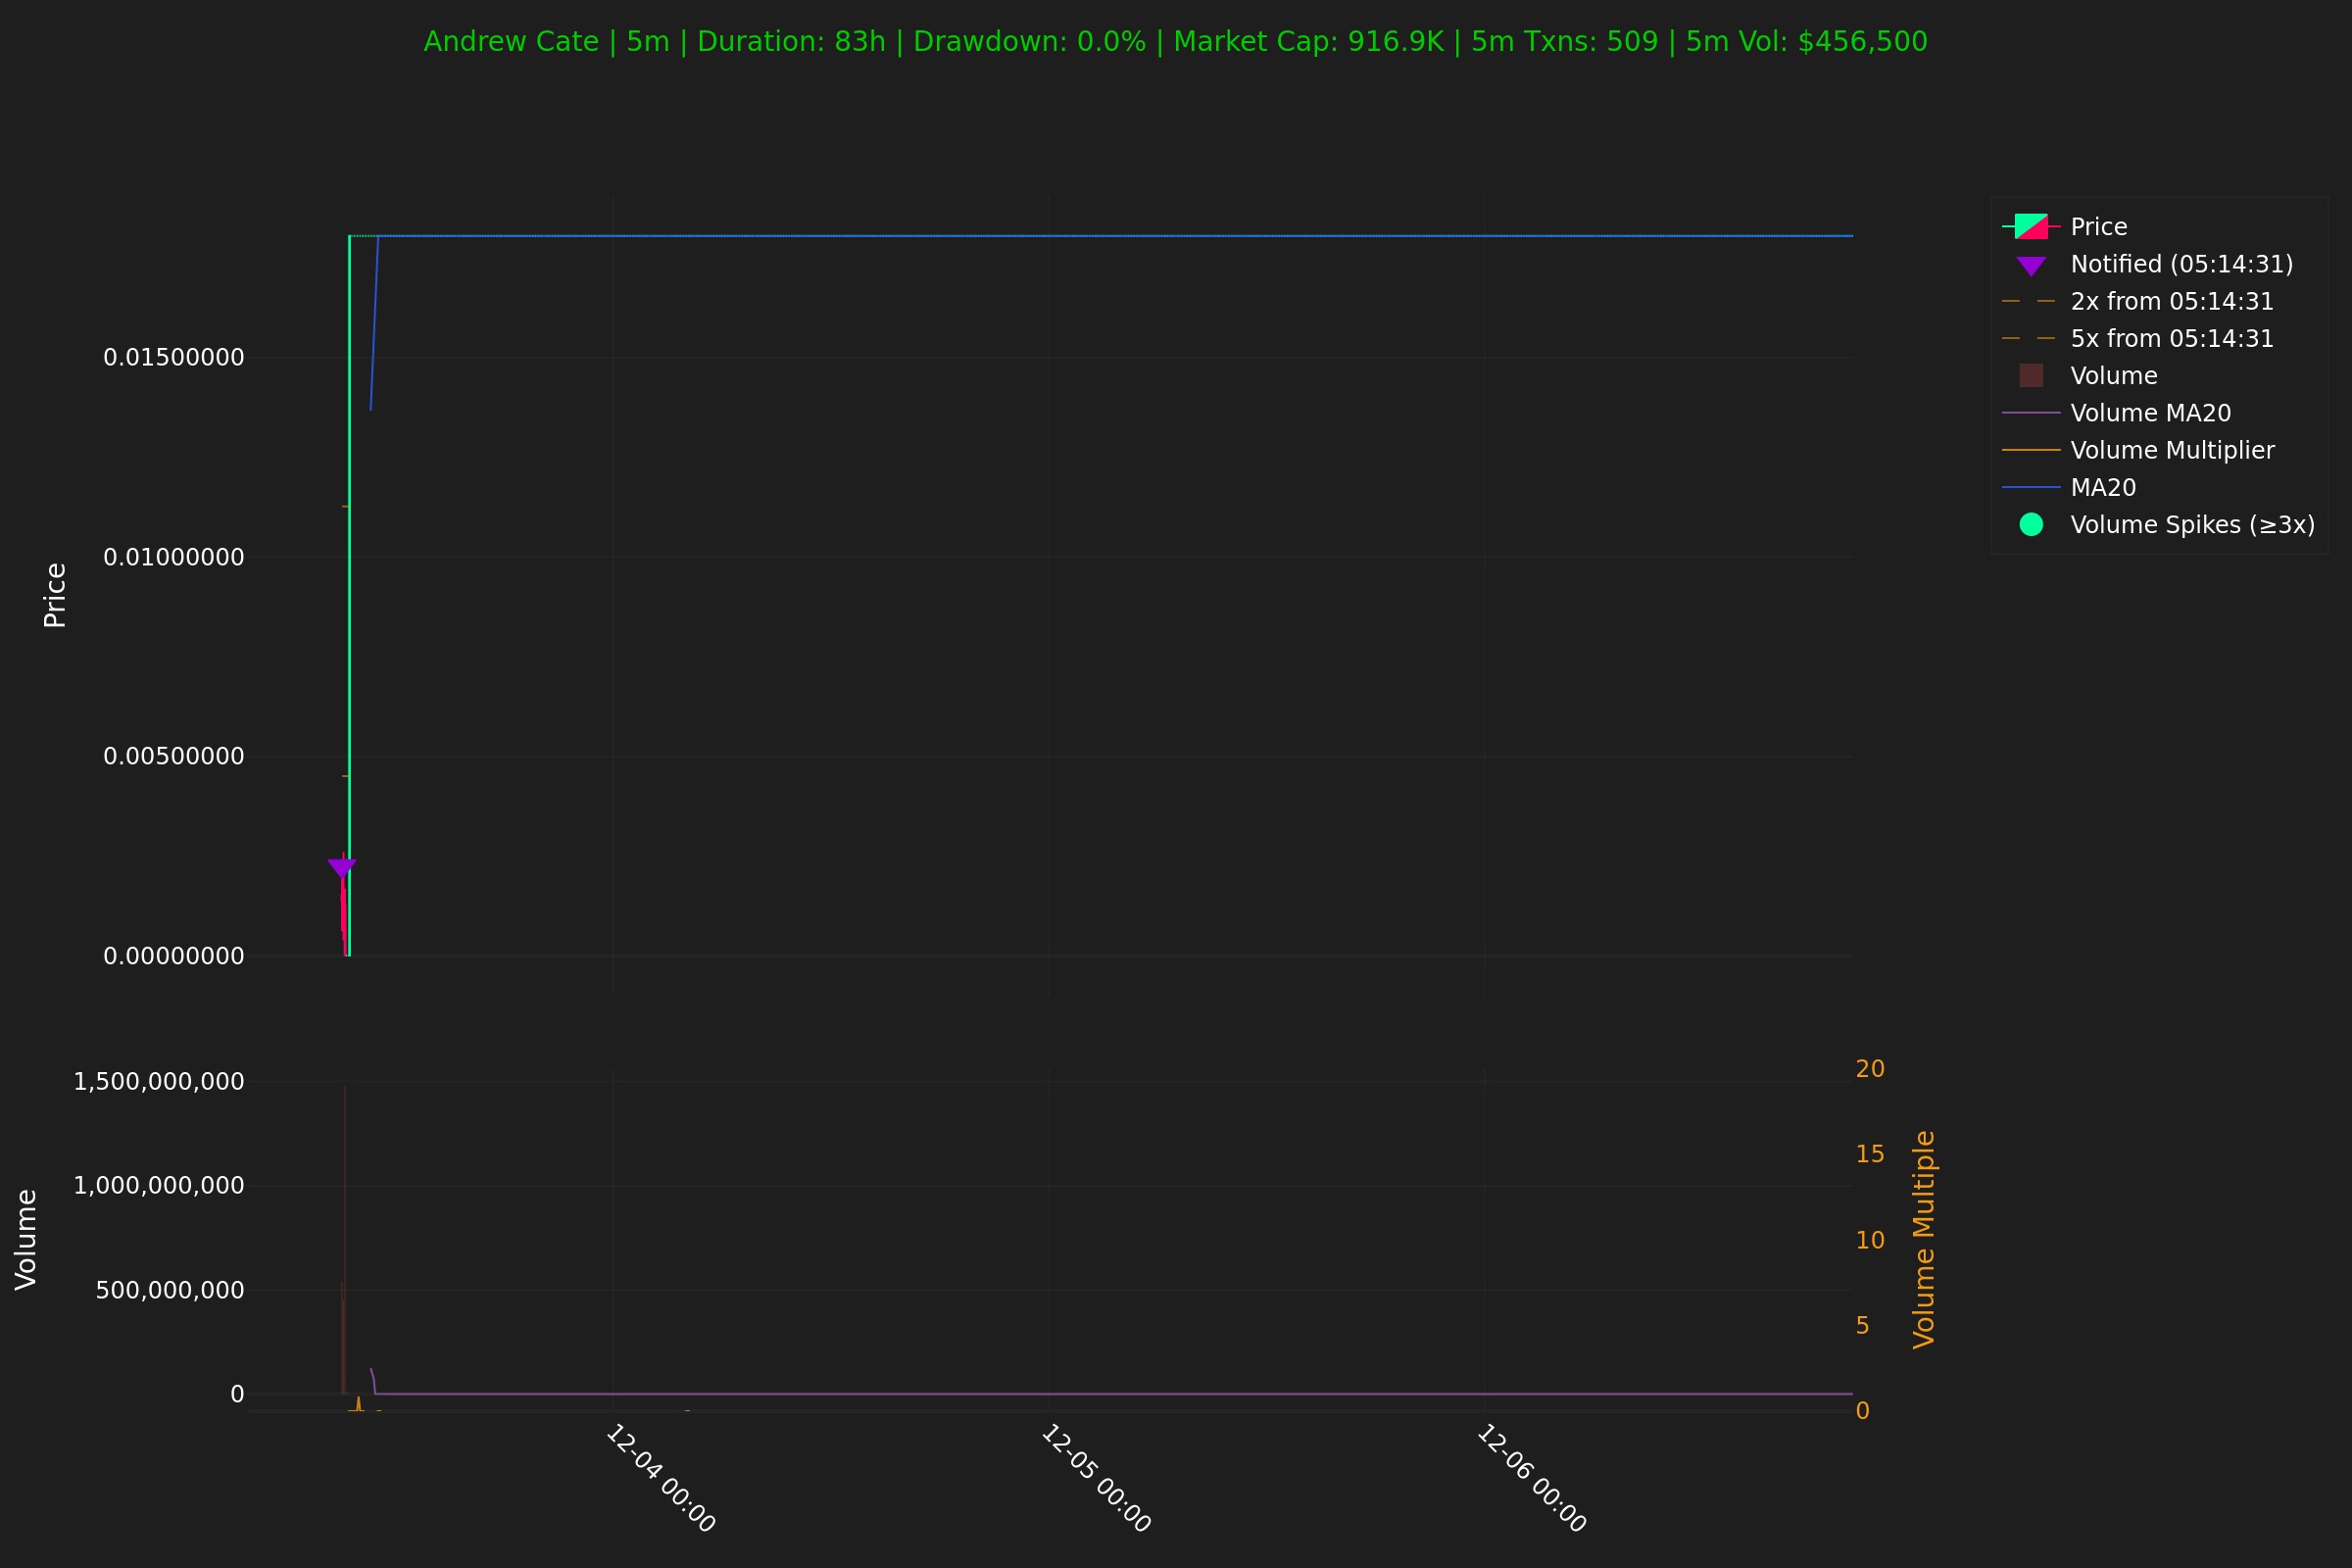 Andrew Cate | 5m | Duration: 83h | Drawdown: 0.0% | Market Cap: 916.9K | 5m Txns: 509 | 5m Vol: $456,500
Price
Notified (05:14:31)
2x from 05:14:31
5x from 05:14:31
Volume
Volume MA20
Volume Multiplier
MA20
Volume Spikes (≥3x)
Price
0.01500000
0.01000000
0.00500000
0.00000000
Volume
1,500,000,000
1,000,000,000
500,000,000
0
20
15
10
5
0
Volume Multiple
12-04 00:00
12-05 00:00
12-06 00:00